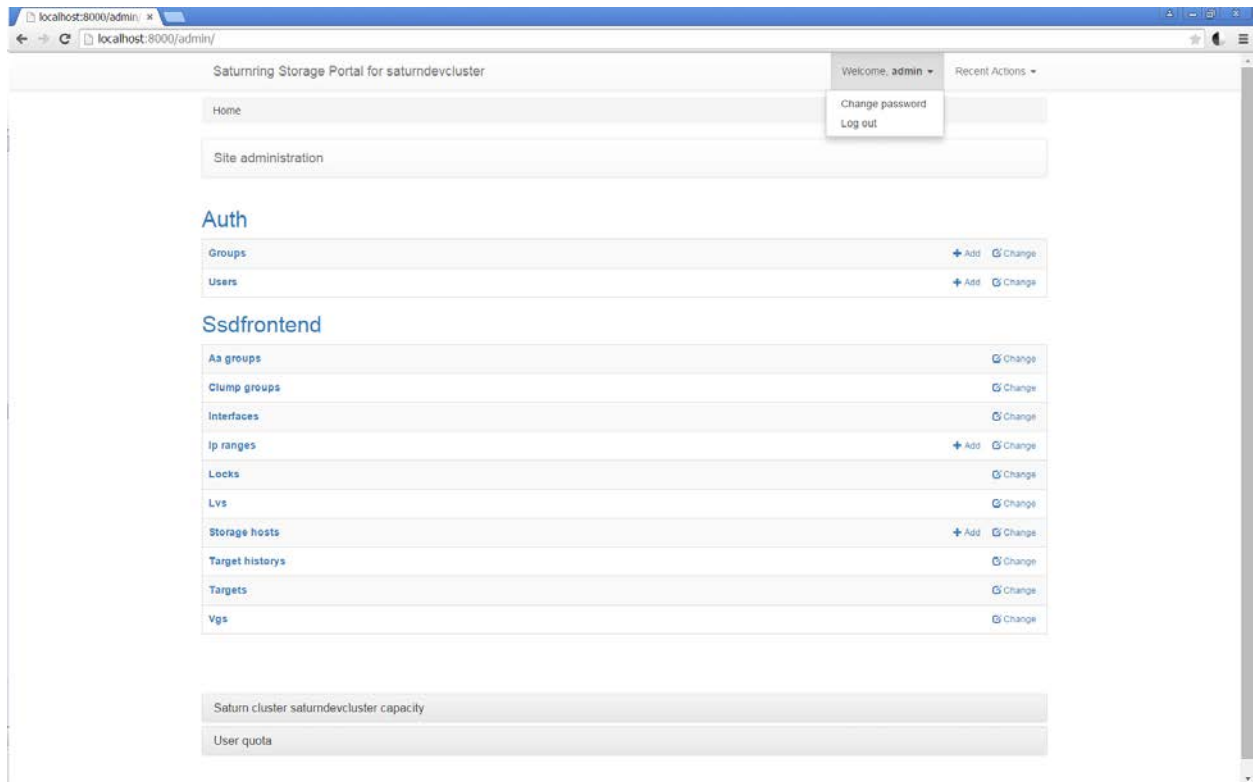 localhost:8000/admin/
localhost:8000/admin/
Saturnring Storage Portal for saturndevcluster
Welcome, admin
Recent Actions
Change password
Log out
Home
Site administration
Auth
Groups Add Change
Users Add Change
Ssdfrontend
Aa groups Change
Clump groups Change
Interfaces Change
Ip ranges Add Change
Locks Change
Lvs Change
Storage hosts Add Change
Target historys Change
Targets Change
Vgs Change
Saturn cluster saturndevcluster capacity
User quota